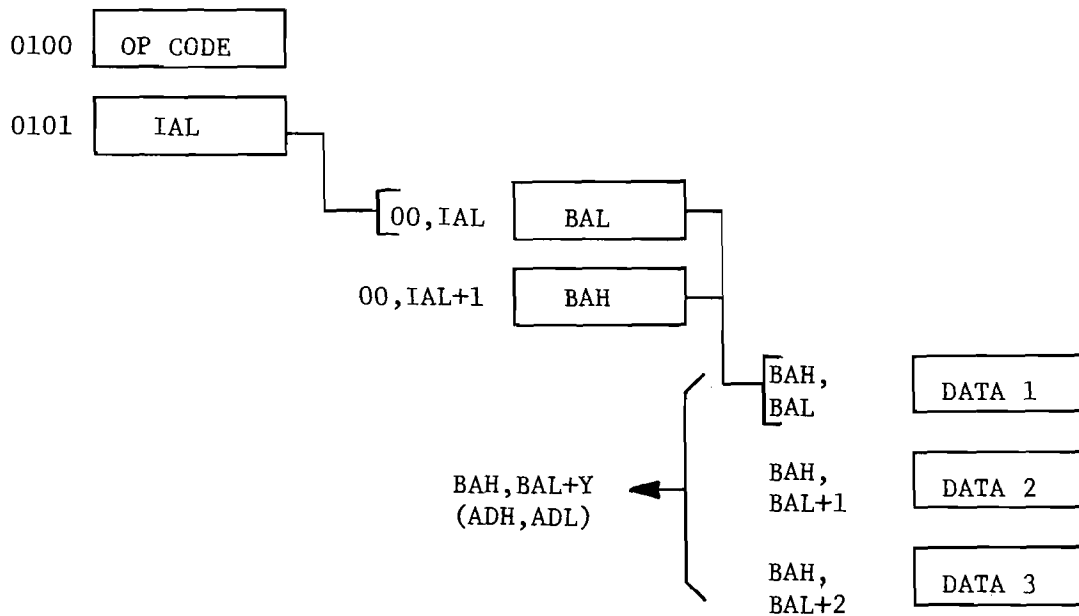 0100 OP CODE
0101 IAL
00,IAL BAL
00,IAL+1 BAH
BAH,
BAL
DATA 1
BAH,BAL+Y
(ADH,ADL)
BAH,
BAL+1
DATA 2
BAH,
BAL+2
DATA 3